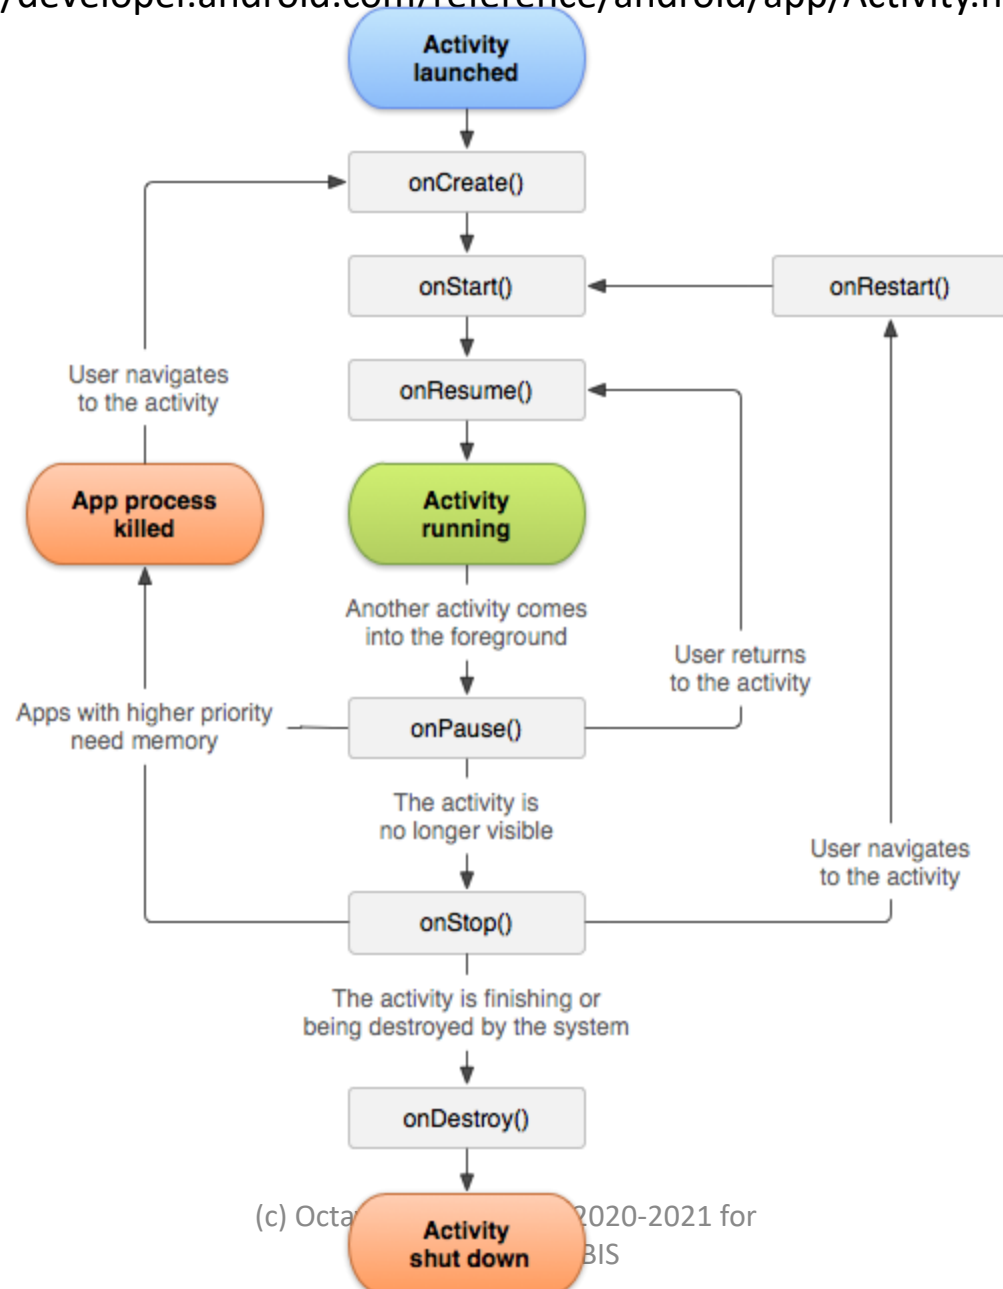 /developer.android.com/reference/android/app/Activity.h
Activity
launched
onCreate()
onStart()
onRestart()
onResume()
User navigates
to the activity
App process
killed
Activity
running
Another activity comes
into the foreground
User returns
to the activity
Apps with higher priority
need memory
onPause()
The activity is
no longer visible
User navigates
to the activity
onStop()
The activity is finishing or
being destroyed by the system
onDestroy()
(c) 2020-2021 for
Activity
shut down